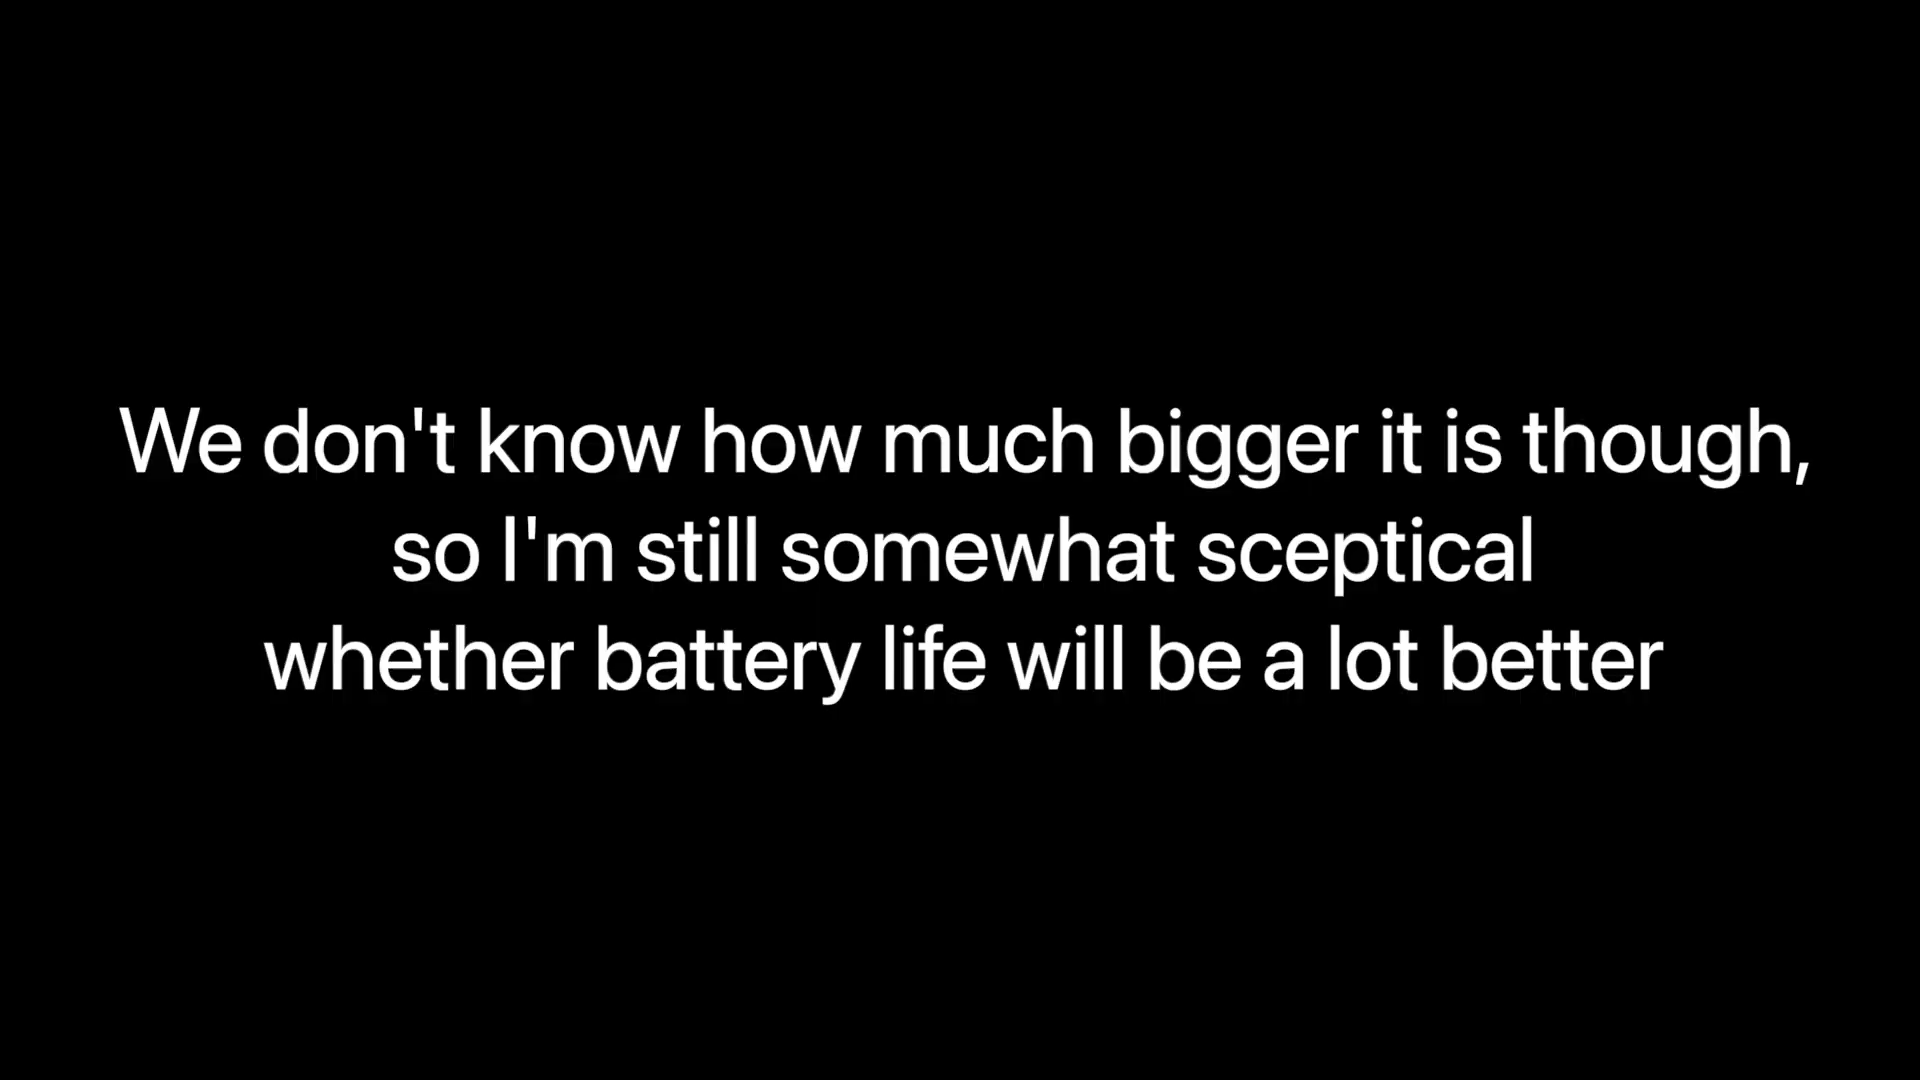 We don't know how much bigger it is though,
so I'm still somewhat sceptical
whether battery life will be a lot better